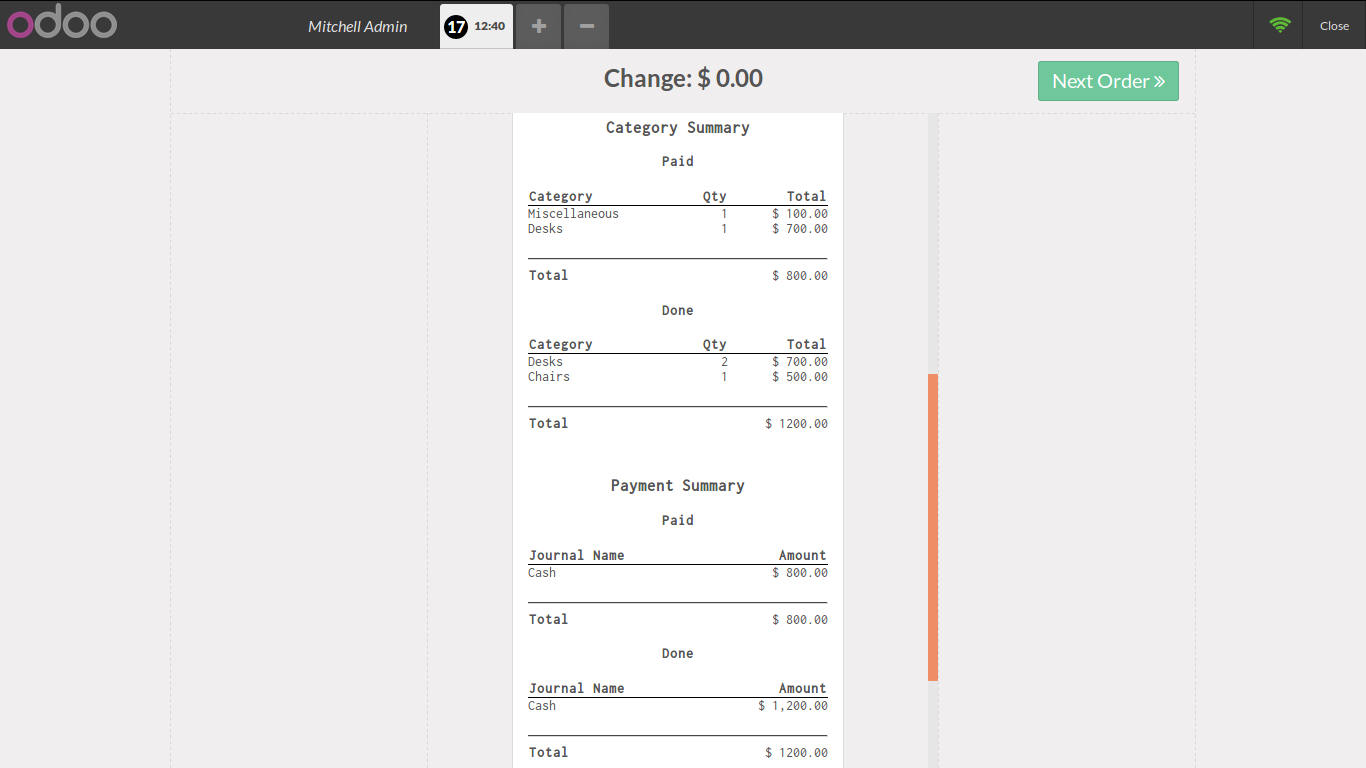 odoo Mitchell Admin 17 12:40 Close
Change: $ 0.00 Next Order
Category Summary
Paid
Category Qty Total
Miscellaneous 1 $ 100.00
Desks 1 $ 700.00
Total $ 800.00
Done
Category Qty Total
Desks 2 $ 700.00
Chairs 1 $ 500.00
Total $ 1200.00
Payment Summary
Paid
Journal Name Amount
Cash $ 800.00
Total $ 800.00
Done
Journal Name Amount
Cash $ 1,200.00
Total $ 1200.00